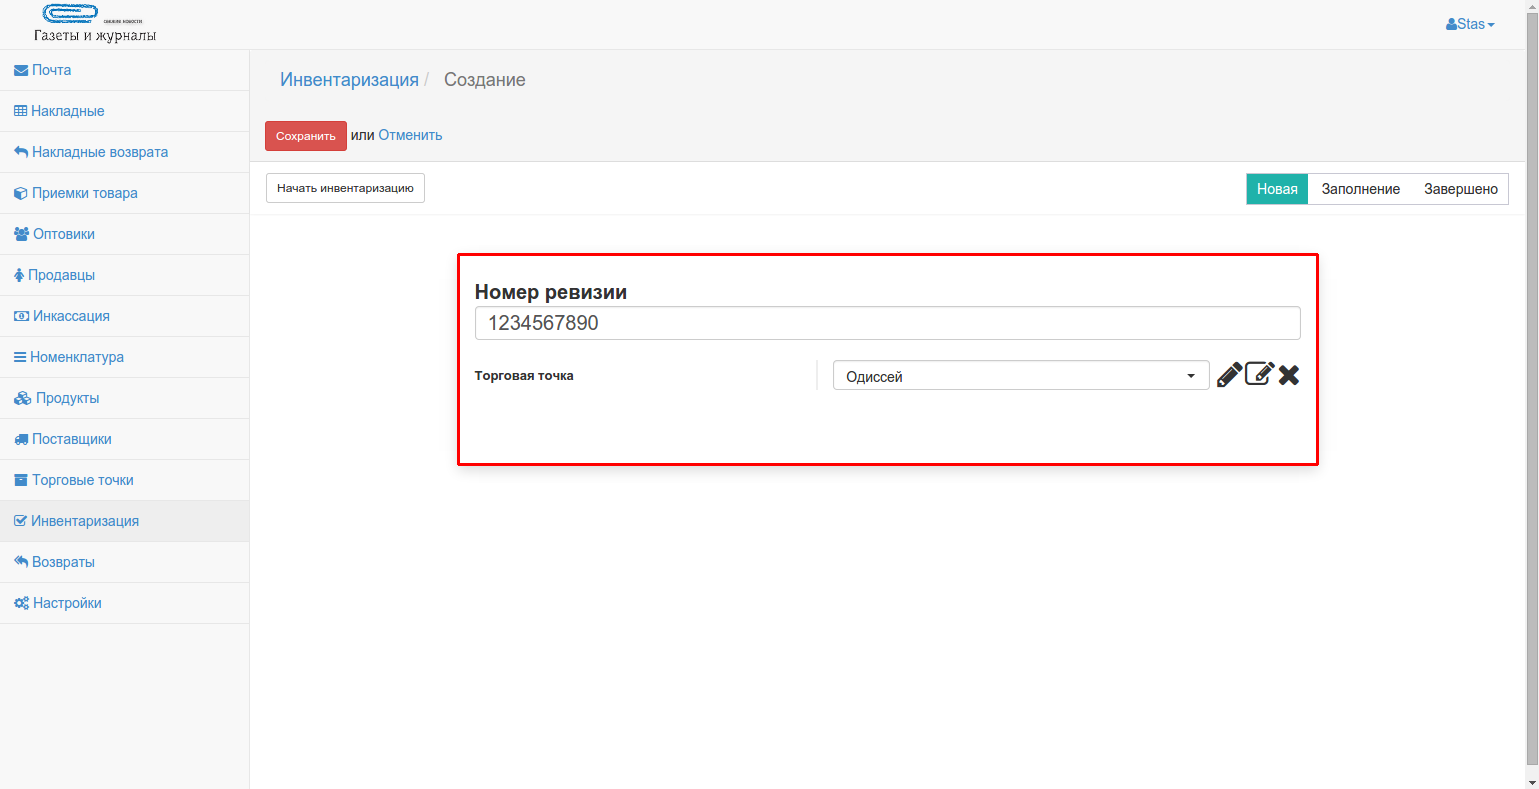 свежие новости
Газеты и журналы
Stas
Почта
Накладные
Накладные возврата
Приемки товара
Оптовики
Продавцы
Инкассация
Номенклатура
Продукты
Поставщики
Торговые точки
Инвентаризация
Возвраты
Настройки
Инвентаризация / Создание
Сохранить или Отменить
Начать инвентаризацию
Новая Заполнение Завершено
Номер ревизии
1234567890
Торговая точка Одиссей